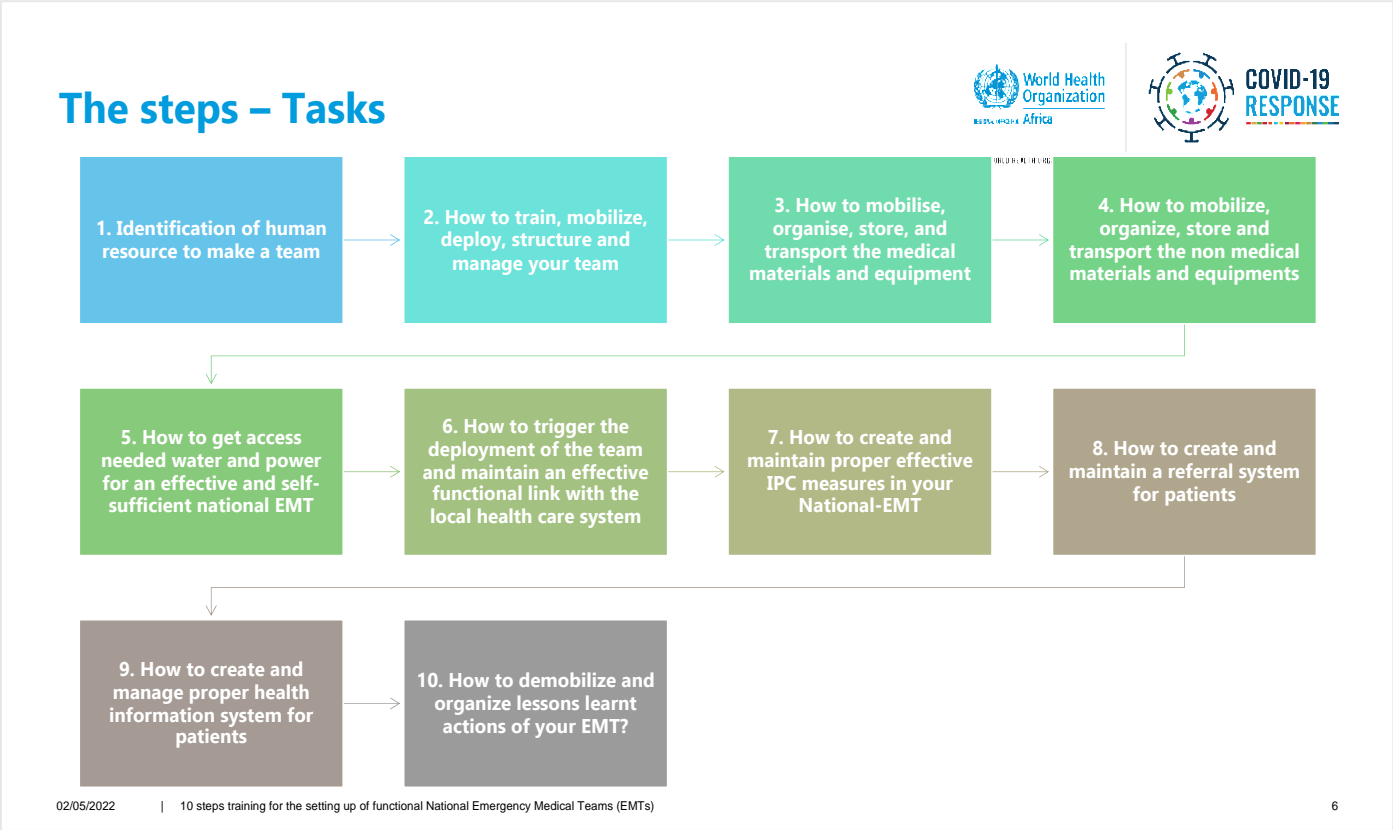 The steps – Tasks
World Health
Organization
Africa
COVID-19
RESPONSE
1. Identification of human
resource to make a team
2. How to train, mobilize,
deploy, structure and
manage your team
3. How to mobilise,
organise, store, and
transport the medical
materials and equipment
4. How to mobilize,
organize, store and
transport the non medical
materials and equipments
5. How to get access
needed water and power
for an effective and self-
sufficient national EMT
6. How to trigger the
deployment of the team
and maintain an effective
functional link with the
local health care system
7. How to create and
maintain proper effective
IPC measures in your
National-EMT
8. How to create and
maintain a referral system
for patients
9. How to create and
manage proper health
information system for
patients
10. How to demobilize and
organize lessons learnt
actions of your EMT?
02/05/2022 | 10 steps training for the setting up of functional National Emergency Medical Teams (EMTs) 6